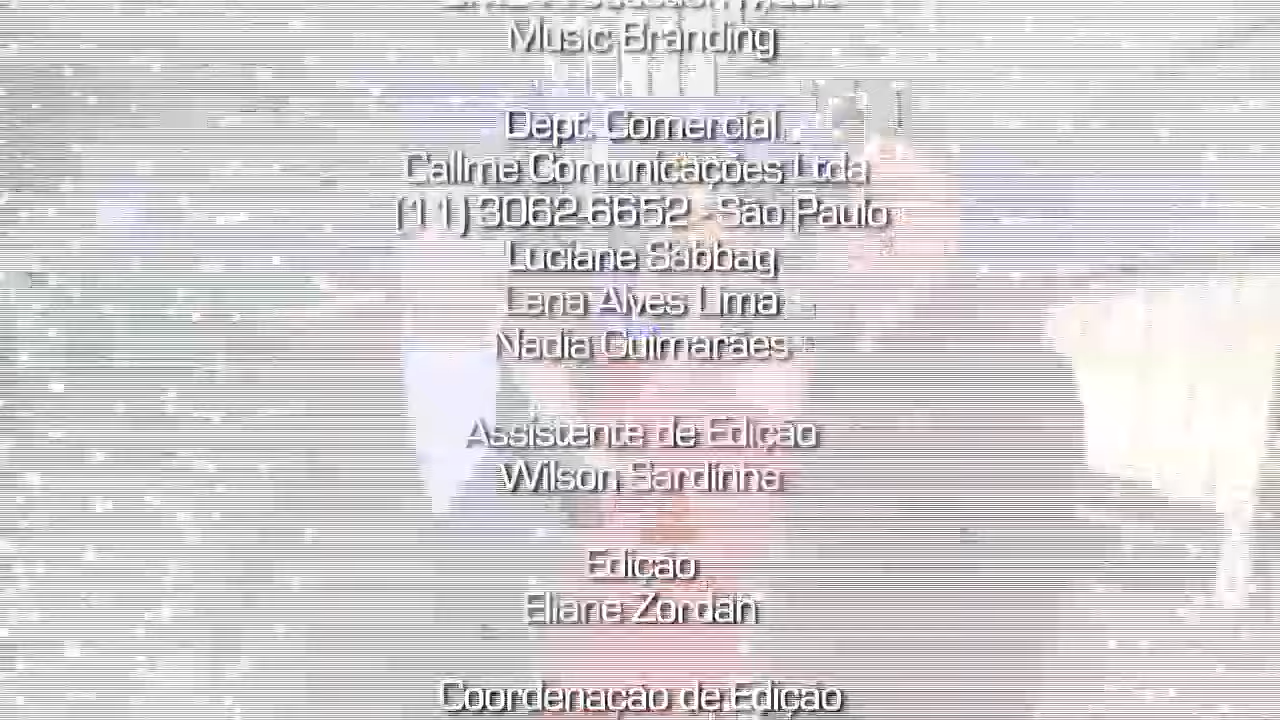 Music Branding
Dept. Comercial
Callme Comunicações Ltda
(11) 3062-6652 - São Paulo
Luciane Sabbag
Lana Alves Lima
Nadia Guimarães
Assistente de Edição
Wilson Sardinha
Edição
Eliane Zordan
Coordenação de Edição